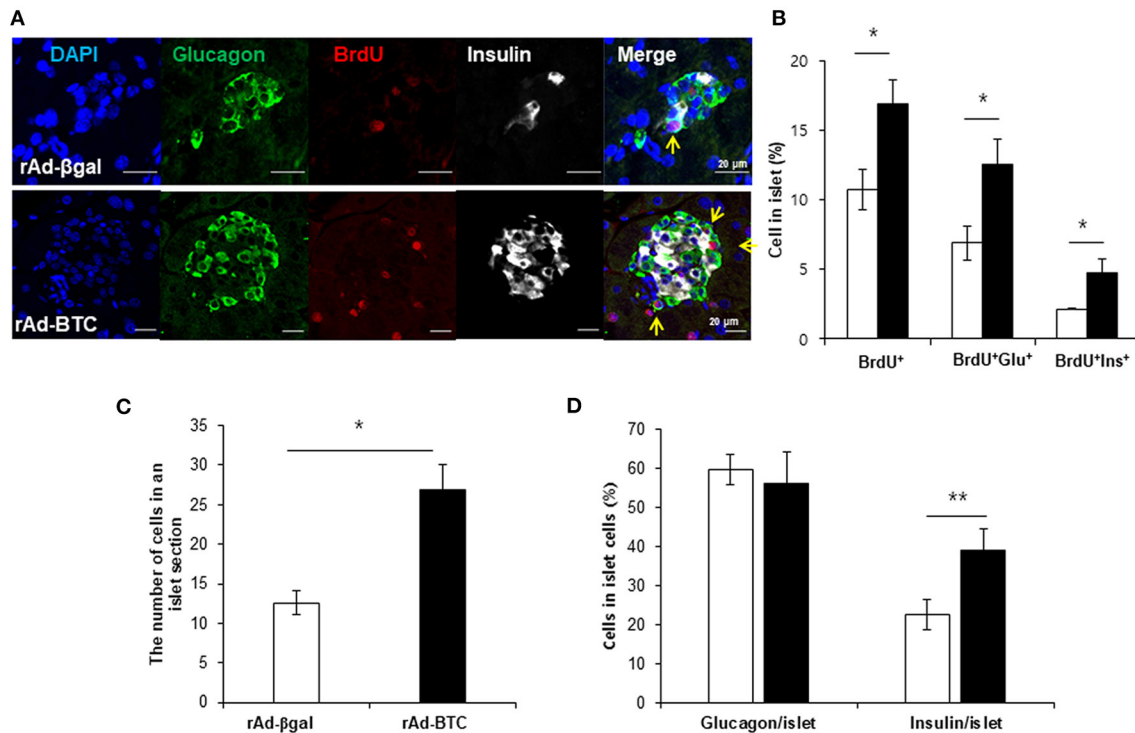 A
DAPI Glucagon BrdU Insulin Merge
rAd-βgal
20 µm
rAd-BTC
20 µm
B
Cell in islet (%)
20
15
10
5
0
* * *
BrdU⁺ BrdU⁺Glu⁺ BrdU⁺Ins⁺
C
The number of cells in an
islet section
35
30
25
20
15
10
5
0
*
rAd-βgal rAd-BTC
D
Cells in islet cells (%)
70
60
50
40
30
20
10
0
**
Glucagon/islet Insulin/islet